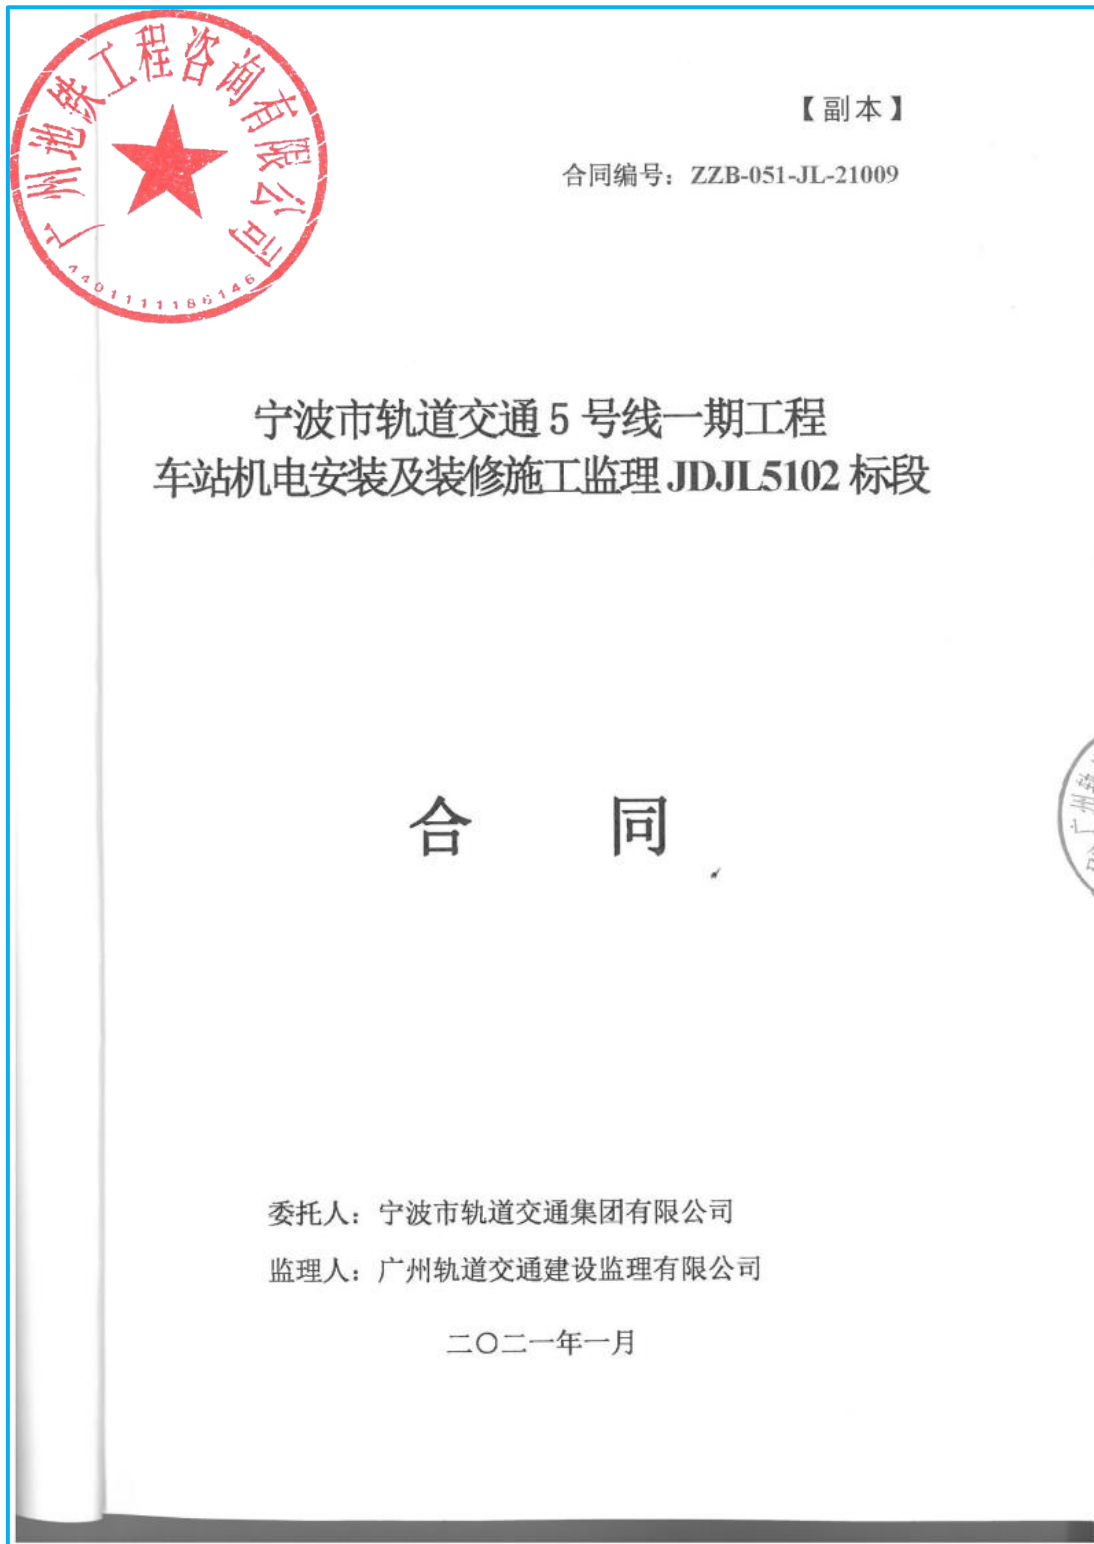 广州地铁工程咨询有限公司
【副本】
合同编号：ZZB-051-JL-21009
宁波市轨道交通5号线一期工程
车站机电安装及装修施工监理JDJL5102标段
合 同
广州轨
委托人：宁波市轨道交通集团有限公司
监理人：广州轨道交通建设监理有限公司
二〇二一年一月